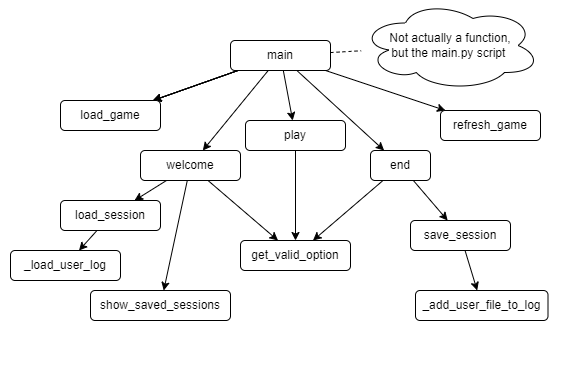 Not actually a function,
but the main.py script
main
load_game
refresh_game
play
welcome
end
load_session
save_session
get_valid_option
_load_user_log
show_saved_sessions
_add_user_file_to_log